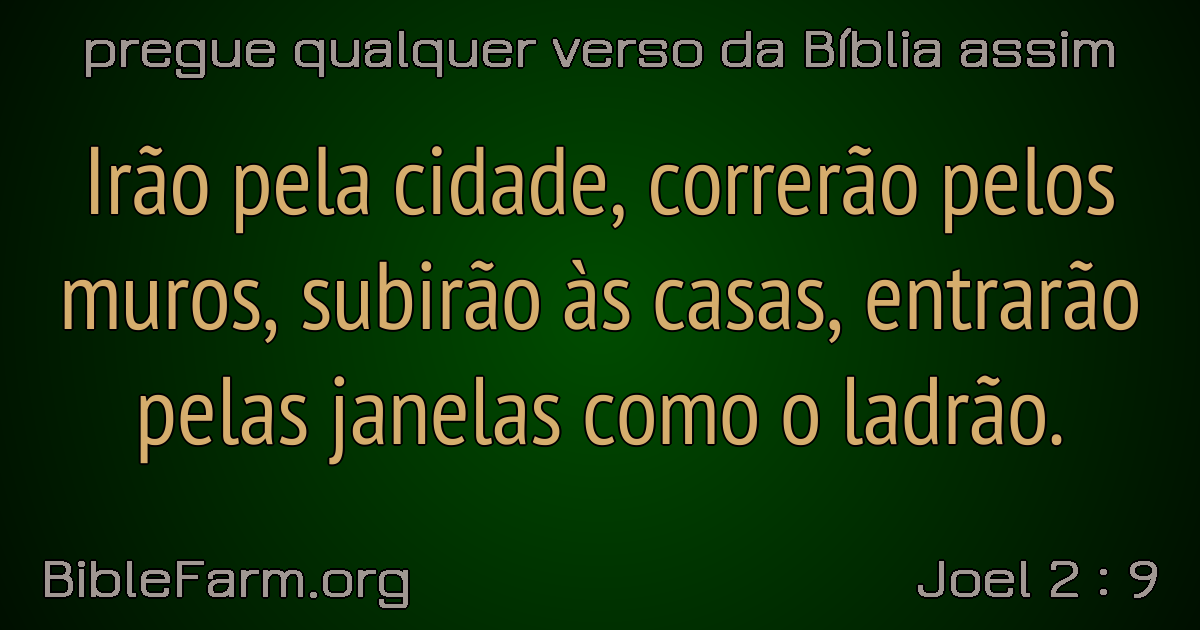 pregue qualquer verso da Bíblia assim
Irão pela cidade, correrão pelos
muros, subirão às casas, entrarão
pelas janelas como o ladrão.
BibleFarm.org
Joel 2 : 9